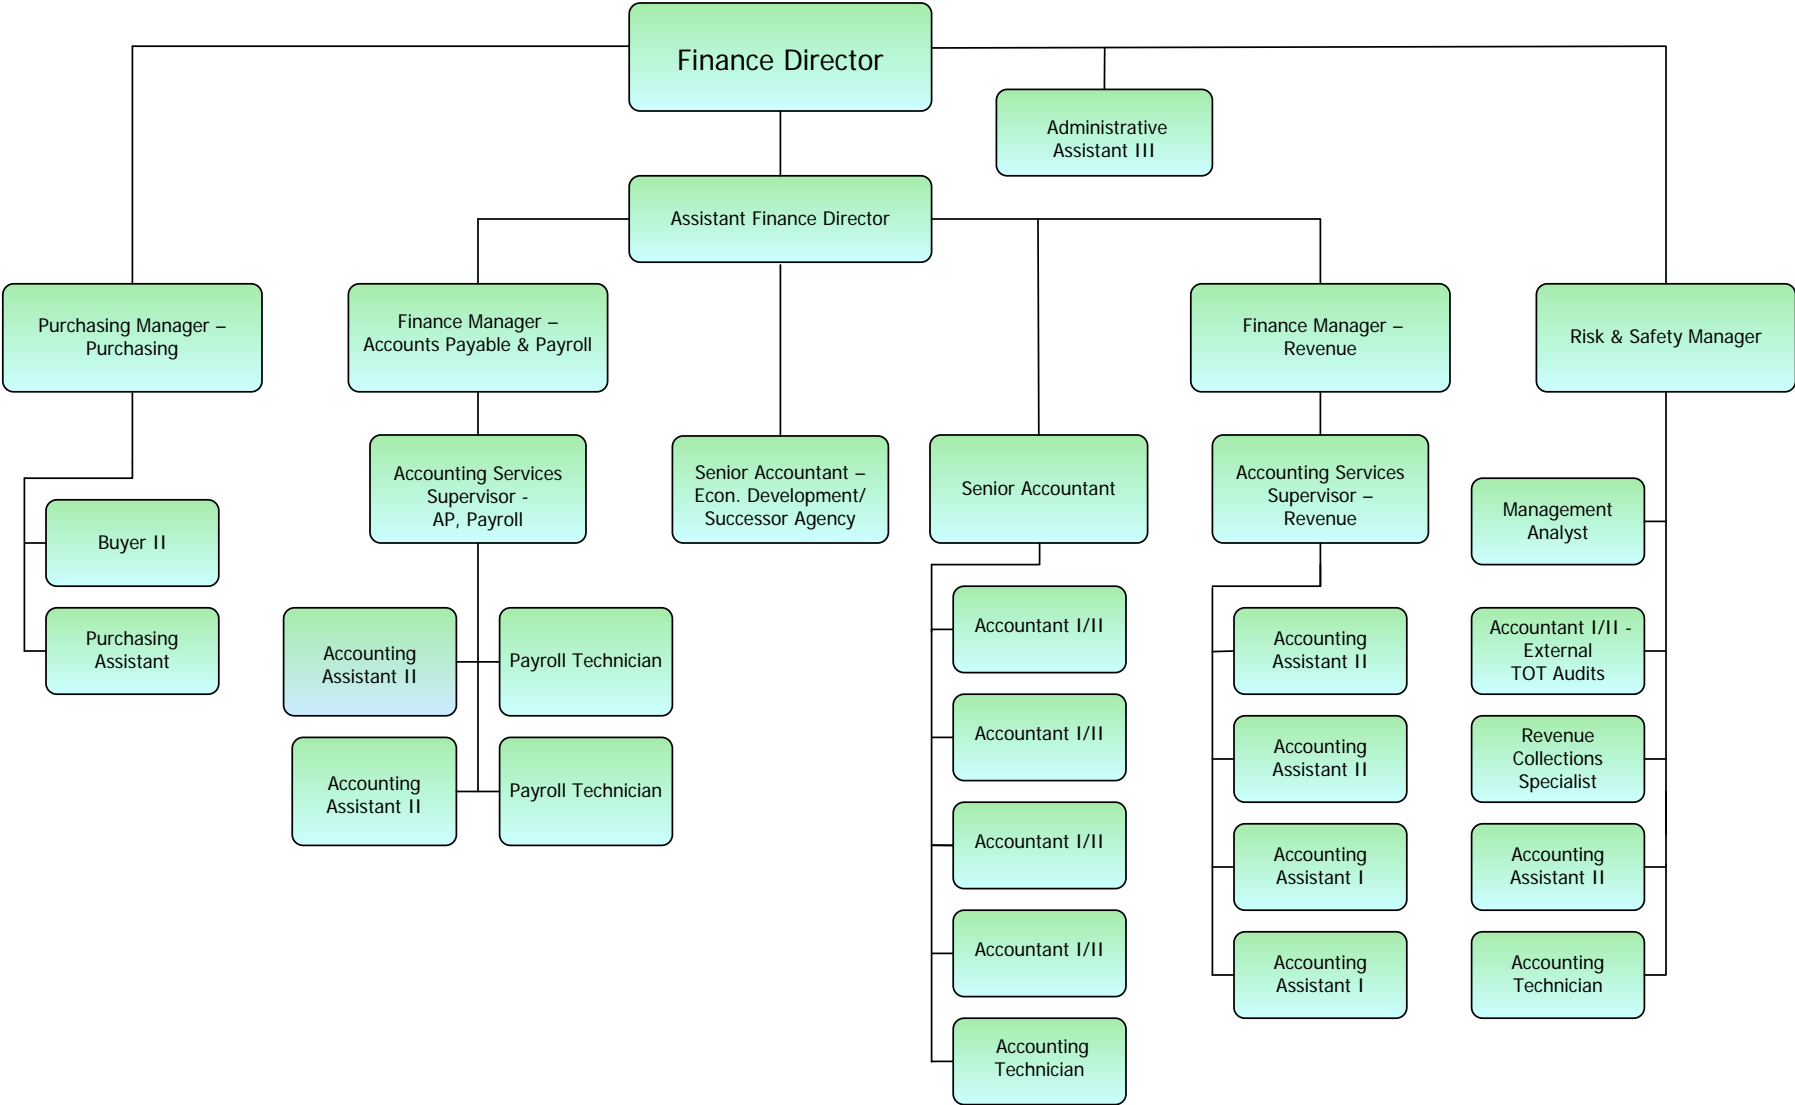 Finance Director
Administrative
Assistant III
Assistant Finance Director
Purchasing Manager –
Purchasing
Finance Manager –
Accounts Payable & Payroll
Finance Manager –
Revenue
Risk & Safety Manager
Accounting Services
Supervisor -
AP, Payroll
Senior Accountant –
Econ. Development/
Successor Agency
Senior Accountant
Accounting Services
Supervisor –
Revenue
Buyer II
Purchasing
Assistant
Accounting
Assistant II
Payroll Technician
Accounting
Assistant II
Payroll Technician
Accountant I/II
Accountant I/II
Accountant I/II
Accountant I/II
Accounting
Technician
Accounting
Assistant II
Accounting
Assistant II
Accounting
Assistant I
Accounting
Assistant I
Management
Analyst
Accountant I/II -
External
TOT Audits
Revenue
Collections
Specialist
Accounting
Assistant II
Accounting
Technician